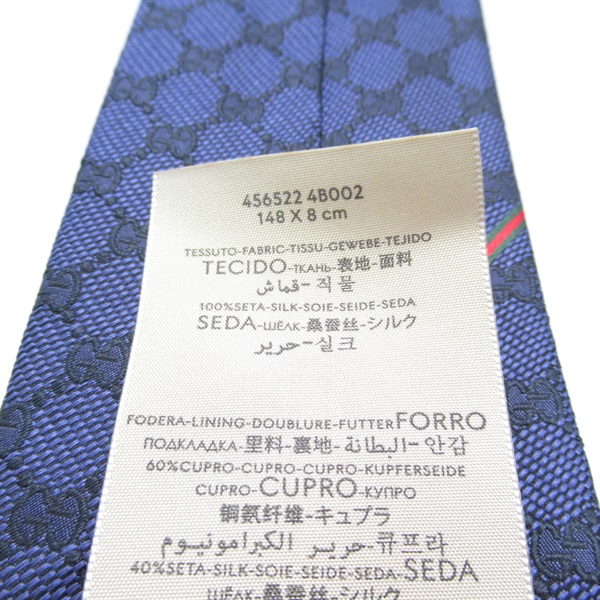 456522 4B002
148 X 8 cm
TESSUTO-FABRIC-TISSU-GEWEBE-TEJIDO
TECIDO-ТКАНЬ-表地-面料
قماش-직물
100%SETA-SILK-SOIE-SEIDE-SEDA
SEDA-ШЁЛК-桑蚕丝-シルク
حرير-실크
FODERA-LINING-DOUBLURE-FUTTER FORRO
ПОДКЛАДКА-里料-裏地-البطانة-안감
60%CUPRO-CUPRO-CUPRO-KUPFERSEIDE
CUPRO-CUPRO-КУПРО
铜氨纤维-キュプラ
حرير الكبرامونيوم-큐프라
40%SETA-SILK-SOIE-SEIDE-SEDA-SEDA